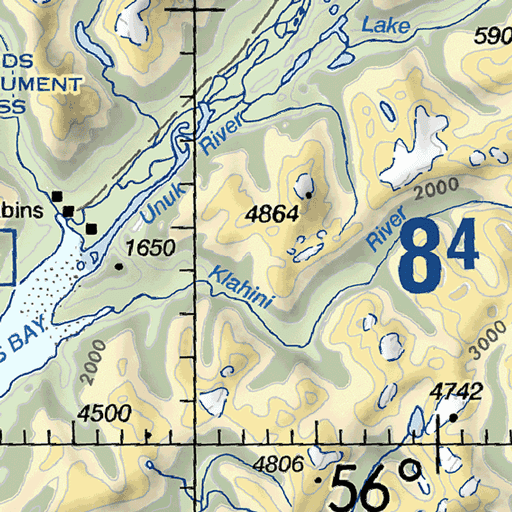 Lake
590
DS
UMENT
SS
River
2000
bins
Unuk
4864
River
8⁴
1650
Klahini
S BAY
2000
3000
4742
4500
4806
56°